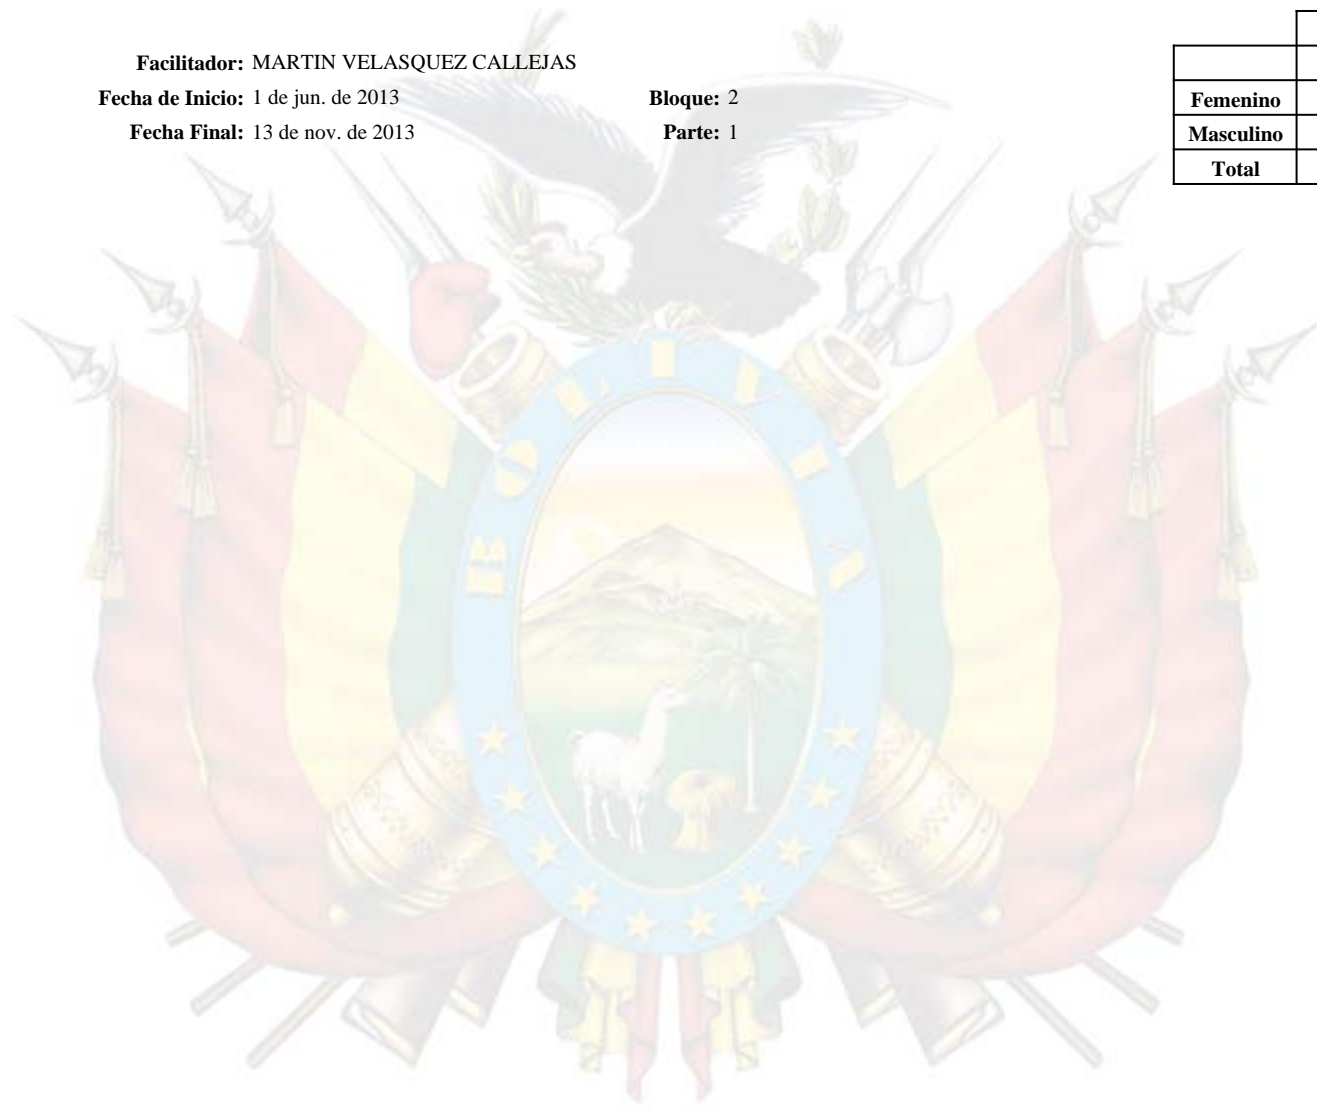 Facilitador: MARTIN VELASQUEZ CALLEJAS
Fecha de Inicio: 1 de jun. de 2013 Bloque: 2
Fecha Final: 13 de nov. de 2013 Parte: 1
Femenino
Masculino
Total
BOLIVIA